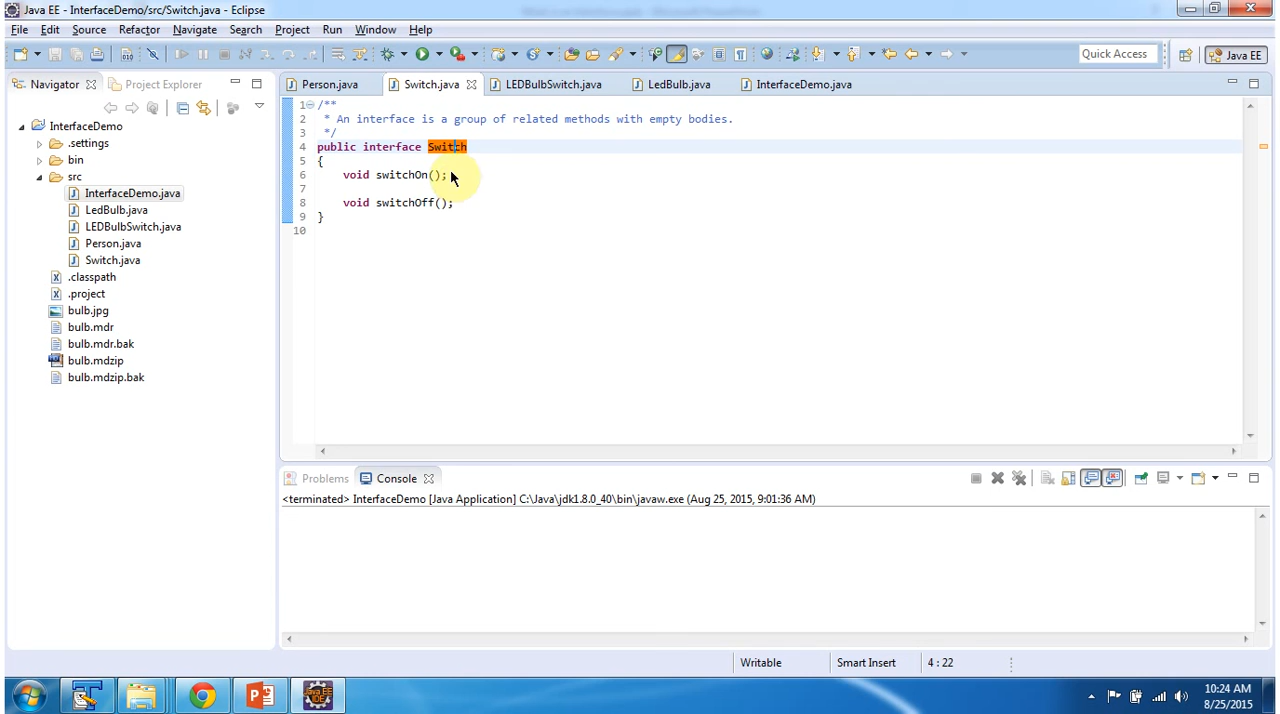 Java EE - InterfaceDemo/src/Switch.java - Eclipse
File Edit Source Refactor Navigate Search Project Run Window Help
Quick Access
Java EE
Navigator
Project Explorer
Person.java
Switch.java
LEDBulbSwitch.java
LedBulb.java
InterfaceDemo.java
InterfaceDemo
.settings
bin
src
InterfaceDemo.java
LedBulb.java
LEDBulbSwitch.java
Person.java
Switch.java
.classpath
.project
bulb.jpg
bulb.mdr
bulb.mdr.bak
bulb.mdzip
bulb.mdzip.bak
1 /**
2 * An interface is a group of related methods with empty bodies.
3 */
4 public interface Switch
5 {
6 void switchOn();
7
8 void switchOff();
9 }
10
Problems
Console
<terminated> InterfaceDemo [Java Application] C:\Java\jdk1.8.0_40\bin\javaw.exe (Aug 25, 2015, 9:01:36 AM)
Writable
Smart Insert
4 : 22
Java EE
IDE
10:24 AM
8/25/2015